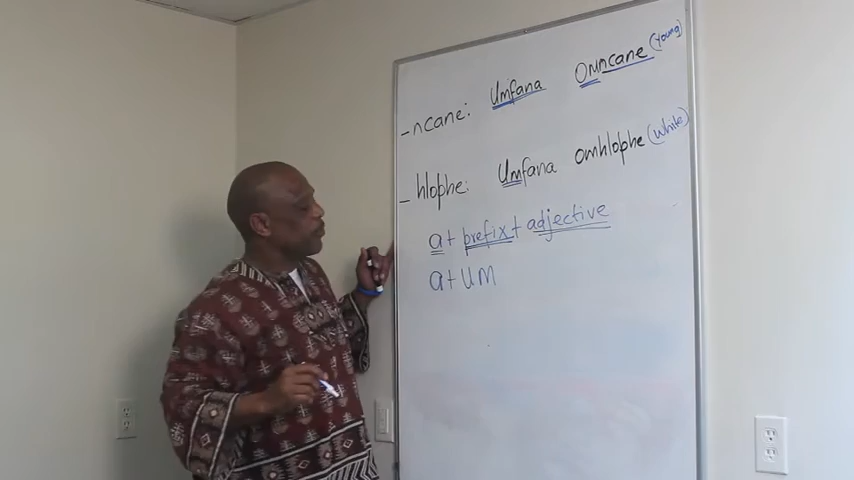 -ncane: Umfana Omncane (young)
- hlophe: Umfana omhlophe (white)
a + prefix + adjective
a + um